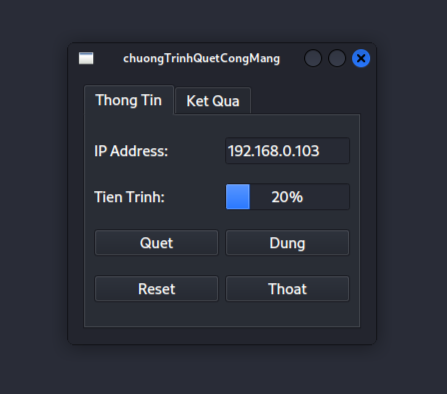 chuongTrinhQuetCongMang
Thong Tin Ket Qua
IP Address: 192.168.0.103
Tien Trinh: 20%
Quet Dung
Reset Thoat